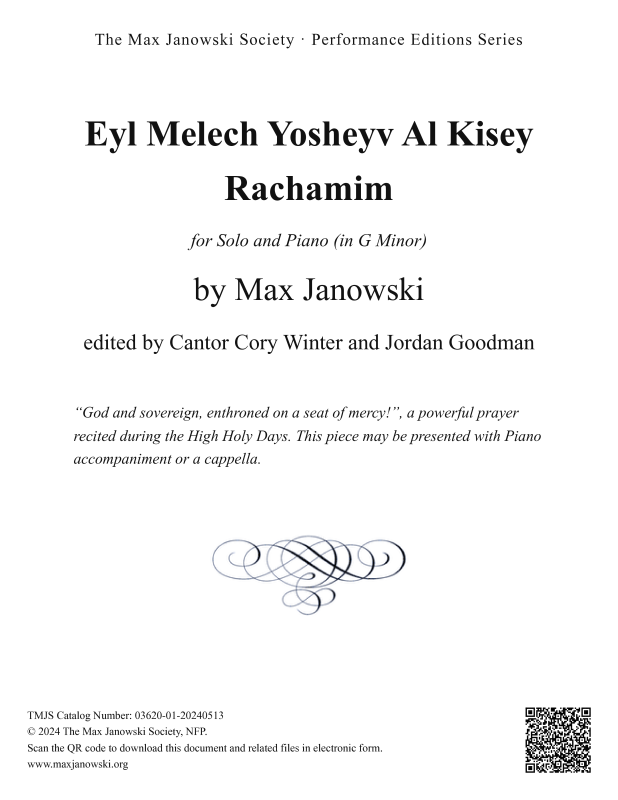 The Max Janowski Society · Performance Editions Series
Eyl Melech Yosheyv Al Kisey
Rachamim
for Solo and Piano (in G Minor)
by Max Janowski
edited by Cantor Cory Winter and Jordan Goodman
“God and sovereign, enthroned on a seat of mercy!”, a powerful prayer
recited during the High Holy Days. This piece may be presented with Piano
accompaniment or a cappella.
TMJS Catalog Number: 03620-01-20240513
© 2024 The Max Janowski Society, NFP.
Scan the QR code to download this document and related files in electronic form.
www.maxjanowski.org